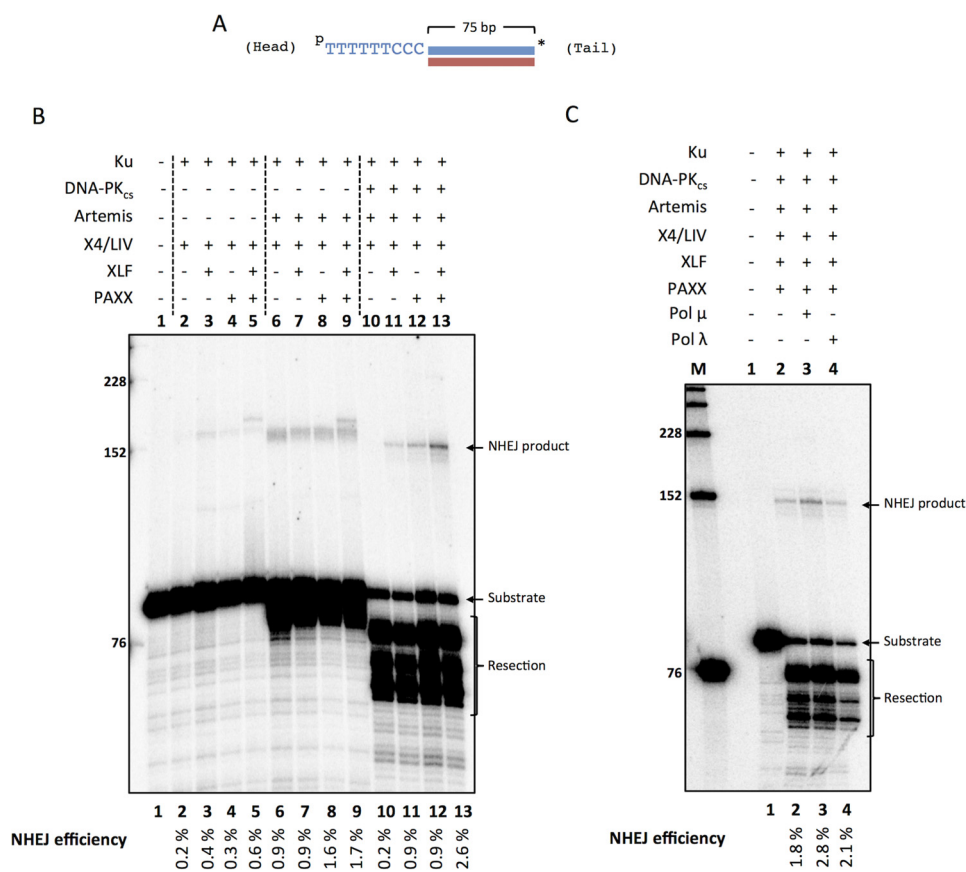 A
75 bp
(Head) pTTTTTTCCC * (Tail)
B
Ku - + + + + + + + + + + + +
DNA-PKcs - - - - - - - - - + + + +
Artemis - - - - - + + + + + + + +
X4/LIV - + + + + + + + + + + + +
XLF - - + - + - + - + - + - +
PAXX - - - + + - - + + - - + +
1 2 3 4 5 6 7 8 9 10 11 12 13
228
152
76
NHEJ product
Substrate
Resection
1 2 3 4 5 6 7 8 9 10 11 12 13
NHEJ efficiency 0.2 % 0.4 % 0.3 % 0.6 % 0.9 % 0.9 % 1.6 % 1.7 % 0.2 % 0.9 % 0.9 % 2.6 %
C
Ku - + + +
DNA-PKcs - + + +
Artemis - + + +
X4/LIV - + + +
XLF - + + +
PAXX - + + +
Pol μ - - + -
Pol λ - - - +
M 1 2 3 4
228
152
76
NHEJ product
Substrate
Resection
1 2 3 4
NHEJ efficiency 1.8 % 2.8 % 2.1 %